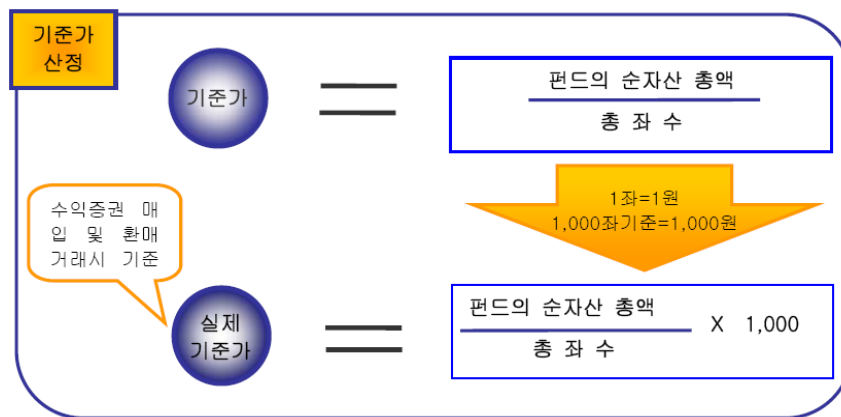 기준가
산정
기준가
펀드의 순자산 총액
총 좌 수
1좌=1원
1,000좌기준=1,000원
수익증권 매
입 및 환매
거래시 기준
실제
기준가
펀드의 순자산 총액
총 좌 수
X 1,000